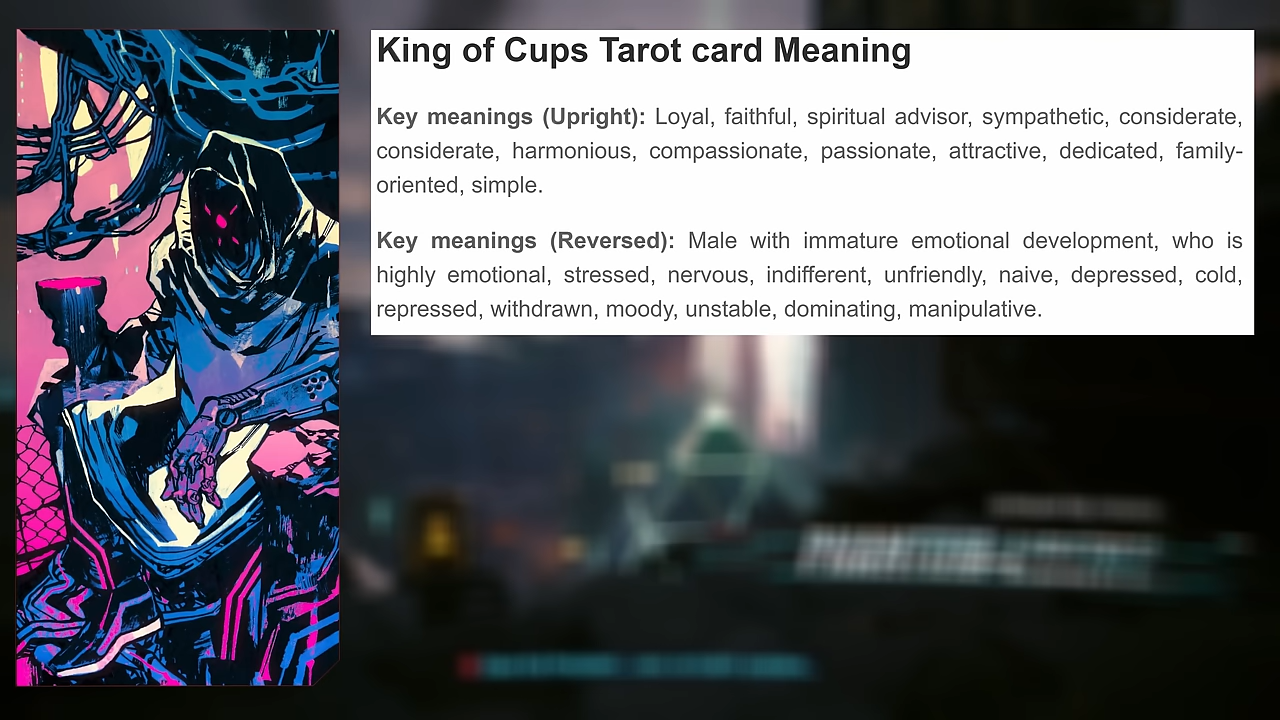 King of Cups Tarot card Meaning
Key meanings (Upright): Loyal, faithful, spiritual advisor, sympathetic, considerate,
considerate, harmonious, compassionate, passionate, attractive, dedicated, family-
oriented, simple.
Key meanings (Reversed): Male with immature emotional development, who is
highly emotional, stressed, nervous, indifferent, unfriendly, naive, depressed, cold,
repressed, withdrawn, moody, unstable, dominating, manipulative.